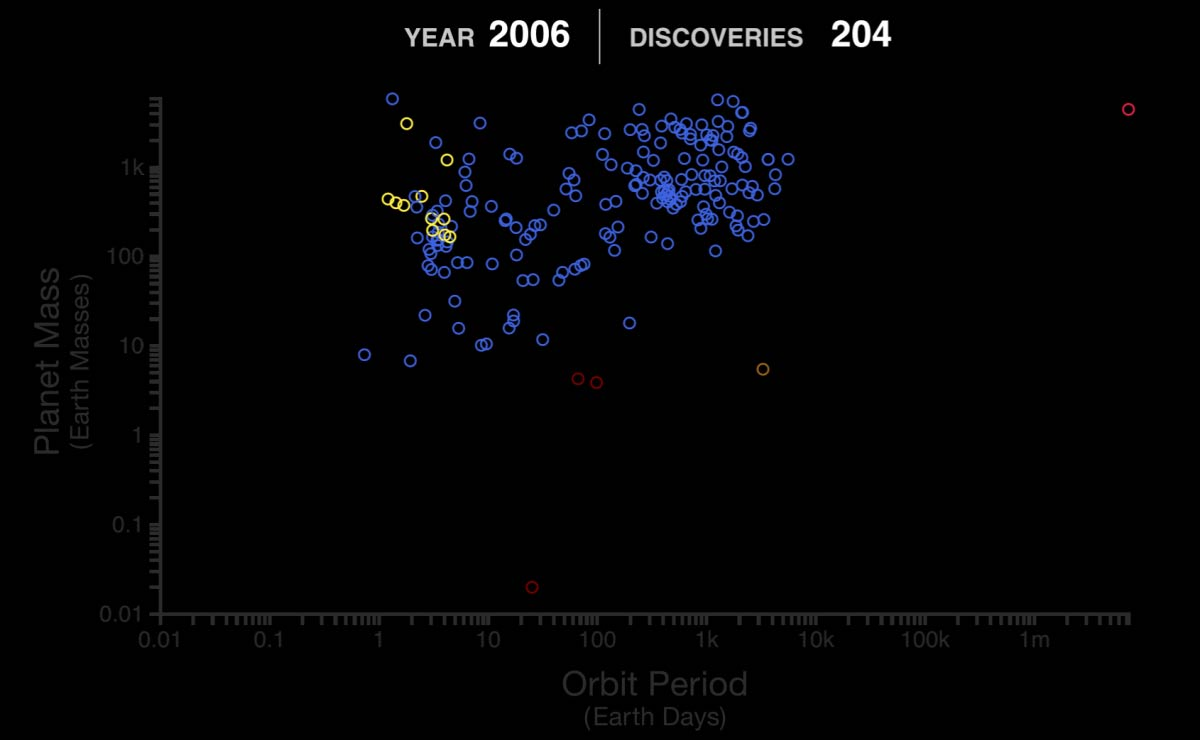 YEAR 2006 | DISCOVERIES 204
1k
100
10
1
0.1
0.01
Planet Mass
(Earth Masses)
0.01 0.1 1 10 100 1k 10k 100k 1m
Orbit Period
(Earth Days)